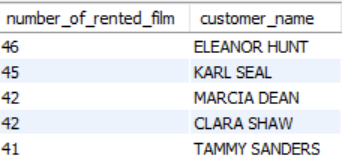 number_of_rented_film customer_name
46 ELEANOR HUNT
45 KARL SEAL
42 MARCIA DEAN
42 CLARA SHAW
41 TAMMY SANDERS